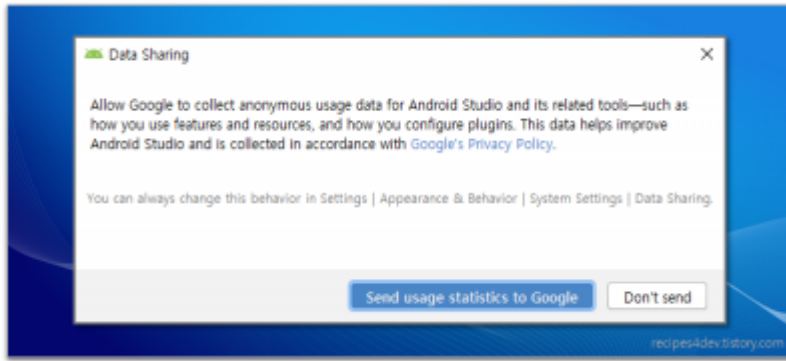 Data Sharing
Allow Google to collect anonymous usage data for Android Studio and its related tools—such as
how you use features and resources, and how you configure plugins. This data helps improve
Android Studio and is collected in accordance with Google's Privacy Policy.
You can always change this behavior in Settings | Appearance & Behavior | System Settings | Data Sharing.
Send usage statistics to Google
Don't send
recipes4dev.tistory.com